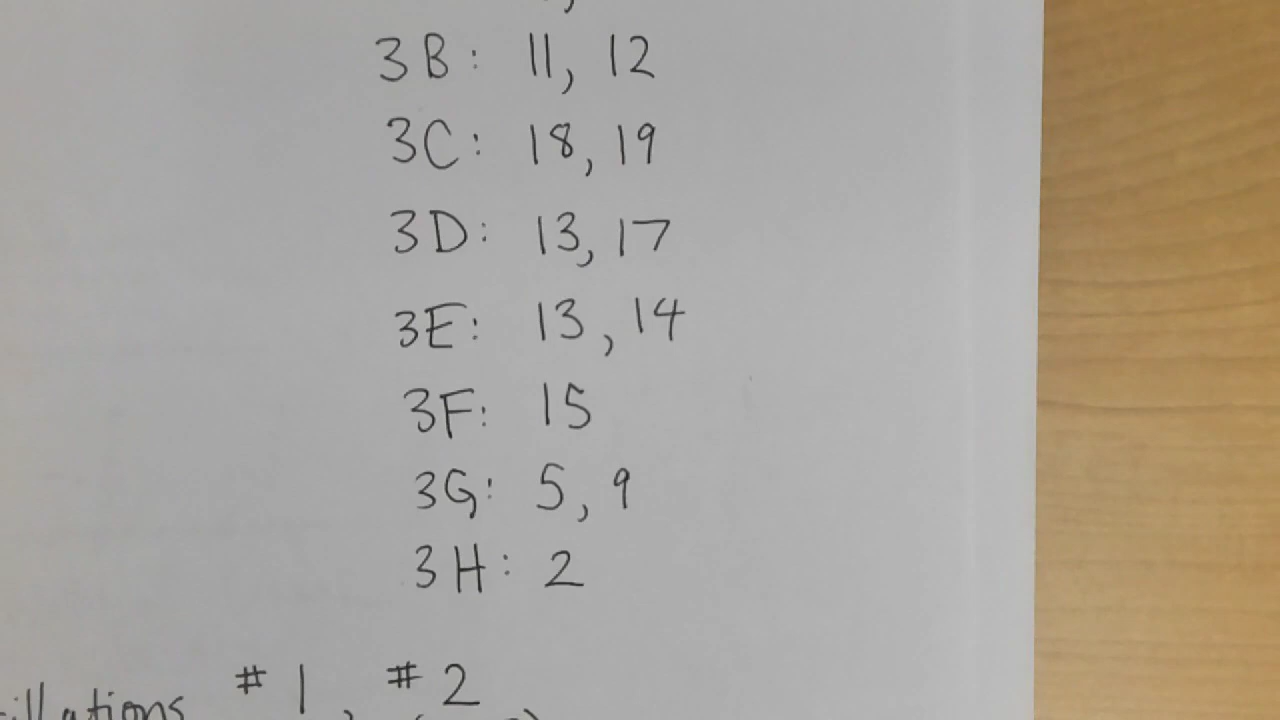 3B: 11, 12
3C: 18, 19
3D: 13, 17
3E: 13, 14
3F: 15
3G: 5, 9
3H: 2
#1, #2